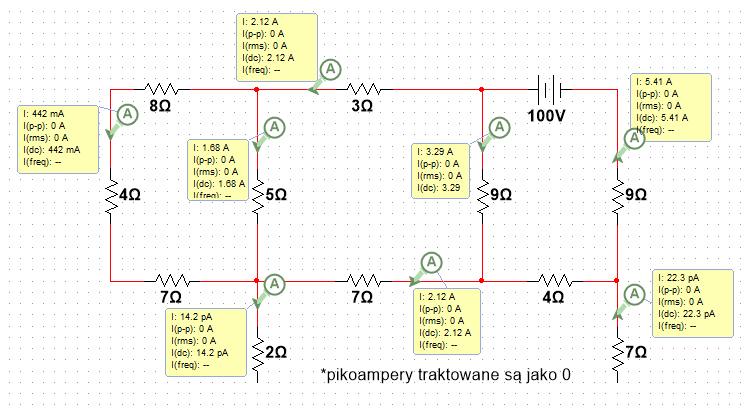 I: 2.12 A
I(p-p): 0 A
I(rms): 0 A
I(dc): 2.12 A
I(freq): --
A
8Ω
3Ω
100V
I: 5.41 A
I(p-p): 0 A
I(rms): 0 A
I(dc): 5.41 A
I(freq): --
A
I: 442 mA
I(p-p): 0 A
I(rms): 0 A
I(dc): 442 mA
I(freq): --
A
I: 1.68 A
I(p-p): 0 A
I(rms): 0 A
I(dc): 1.68 A
I(freq): --
A
I: 3.29 A
I(p-p): 0 A
I(rms): 0 A
I(dc): 3.29
A
4Ω
5Ω
9Ω
9Ω
7Ω
7Ω
4Ω
A
A
A
I: 14.2 pA
I(p-p): 0 A
I(rms): 0 A
I(dc): 14.2 pA
I(freq): --
2Ω
I: 2.12 A
I(p-p): 0 A
I(rms): 0 A
I(dc): 2.12 A
I(freq): --
I: 22.3 pA
I(p-p): 0 A
I(rms): 0 A
I(dc): 22.3 pA
I(freq): --
7Ω
*pikoampery traktowane są jako 0